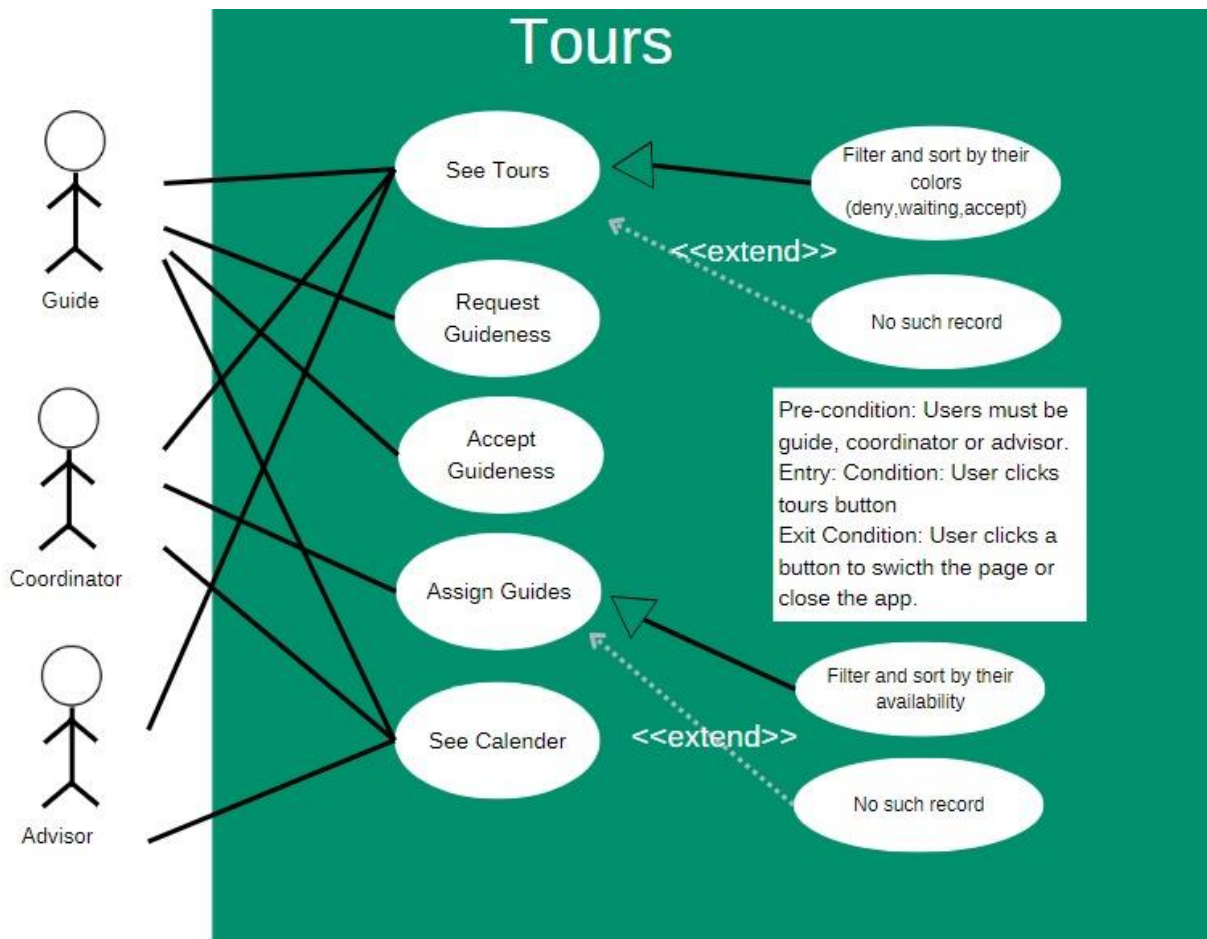 Tours
See Tours
Filter and sort by their
colors
(deny,waiting,accept)
<<extend>>
Guide
Request
Guideness
No such record
Accept
Guideness
Pre-condition: Users must be
guide, coordinator or advisor.
Entry: Condition: User clicks
tours button
Exit Condition: User clicks a
button to swicth the page or
close the app.
Coordinator
Assign Guides
Filter and sort by their
availability
See Calender
<<extend>>
No such record
Advisor